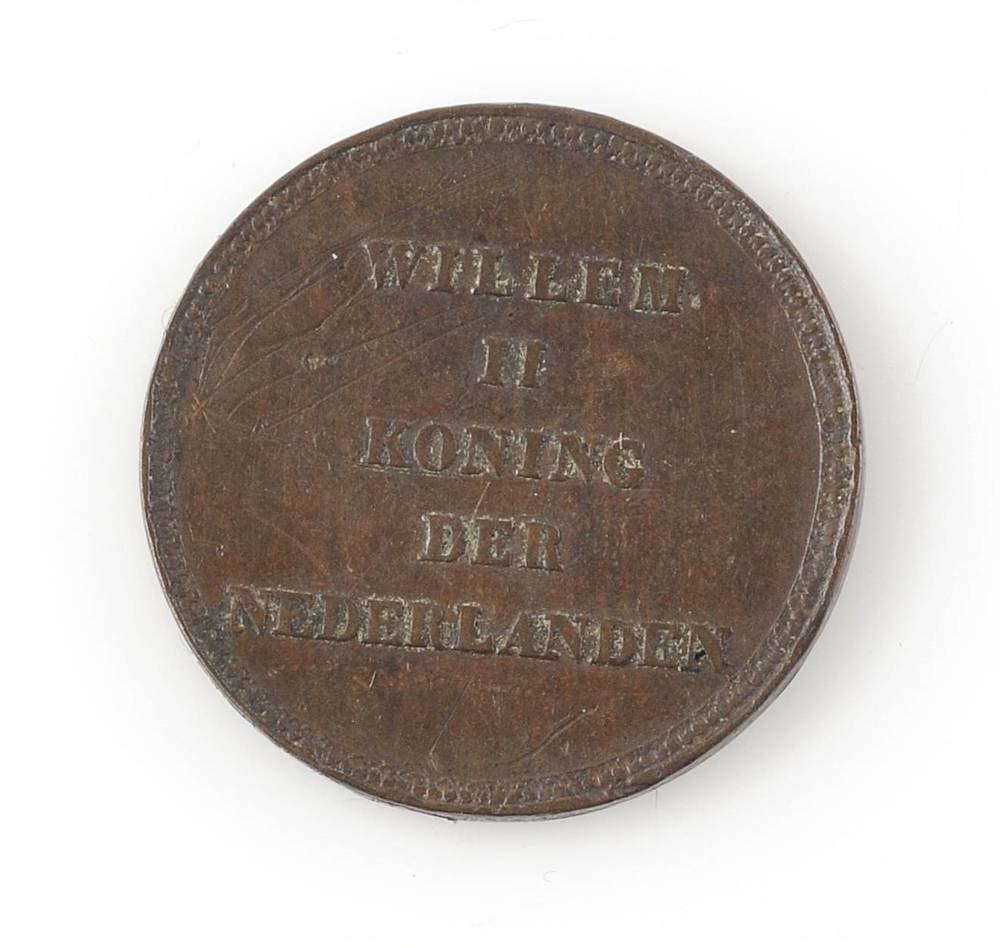 WILLEM
II
KONING
DER
NEDERLANDEN